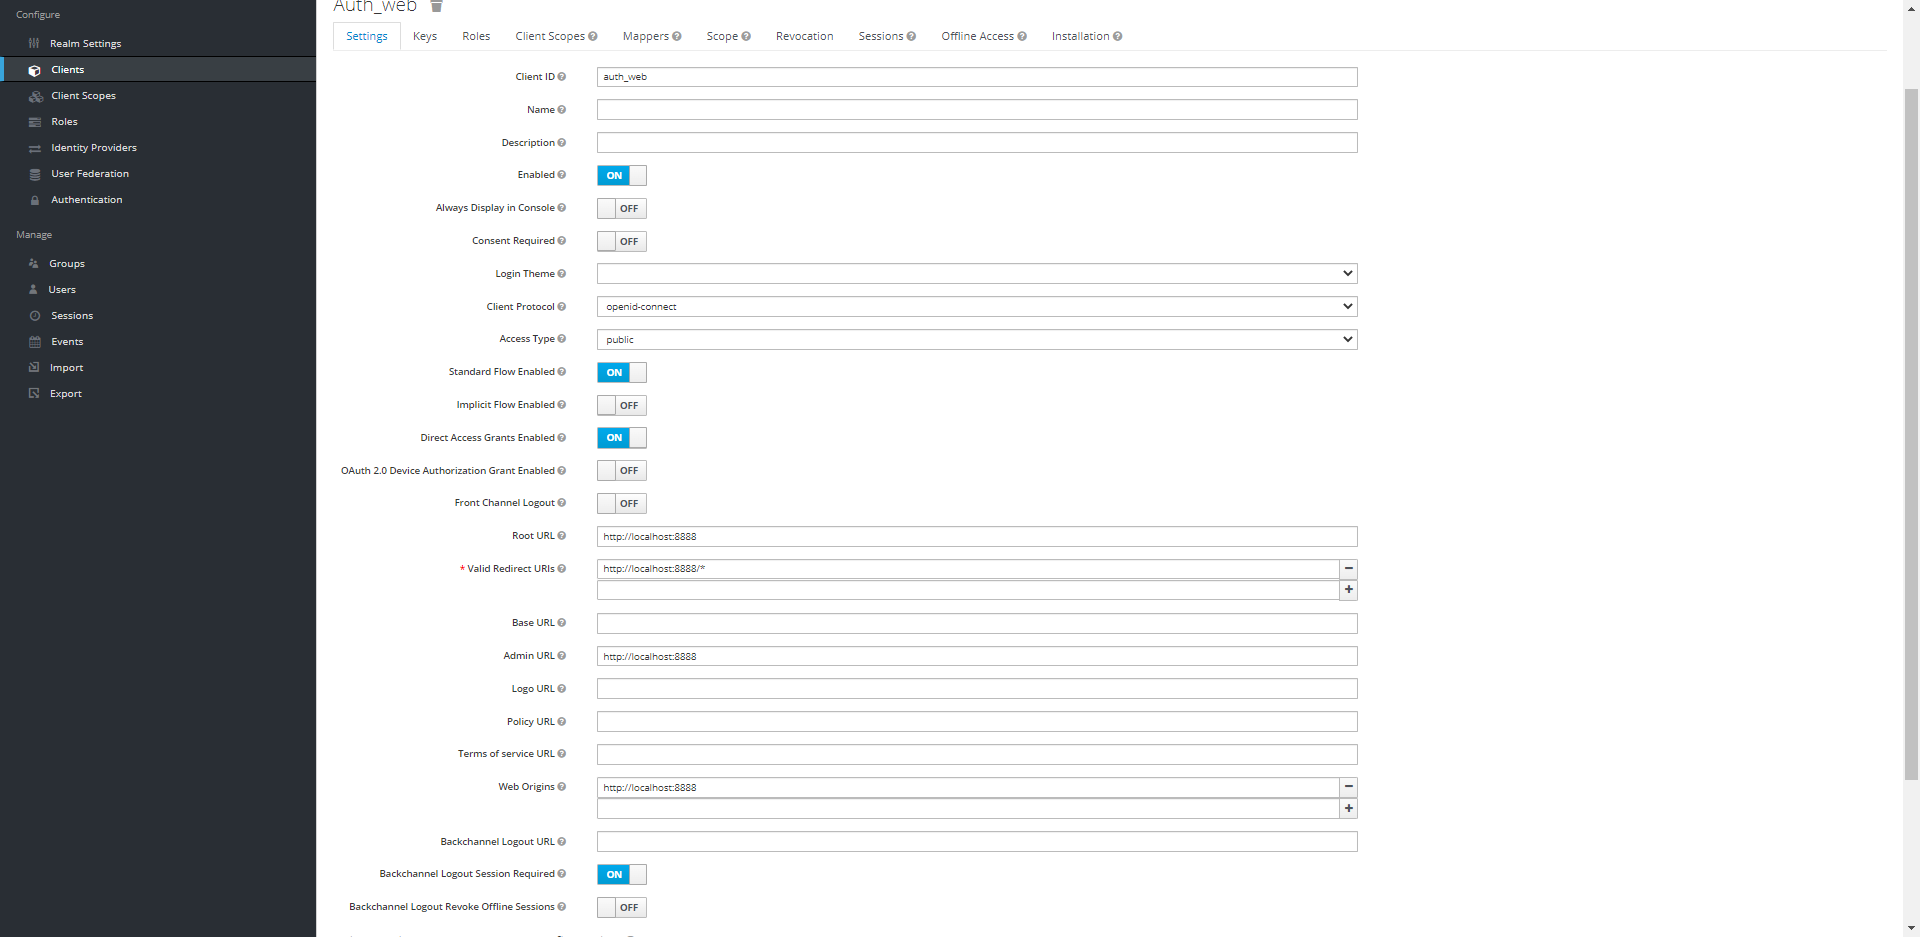 Configure
Realm Settings
Clients
Client Scopes
Roles
Identity Providers
User Federation
Authentication
Manage
Groups
Users
Sessions
Events
Import
Export
Auth_web
Settings Keys Roles Client Scopes Mappers Scope Revocation Sessions Offline Access Installation
Client ID auth_web
Name
Description
Enabled ON
Always Display in Console OFF
Consent Required OFF
Login Theme
Client Protocol openid-connect
Access Type public
Standard Flow Enabled ON
Implicit Flow Enabled OFF
Direct Access Grants Enabled ON
OAuth 2.0 Device Authorization Grant Enabled OFF
Front Channel Logout OFF
Root URL http://localhost:8888
* Valid Redirect URIs http://localhost:8888/*
Base URL
Admin URL http://localhost:8888
Logo URL
Policy URL
Terms of service URL
Web Origins http://localhost:8888
Backchannel Logout URL
Backchannel Logout Session Required ON
Backchannel Logout Revoke Offline Sessions OFF